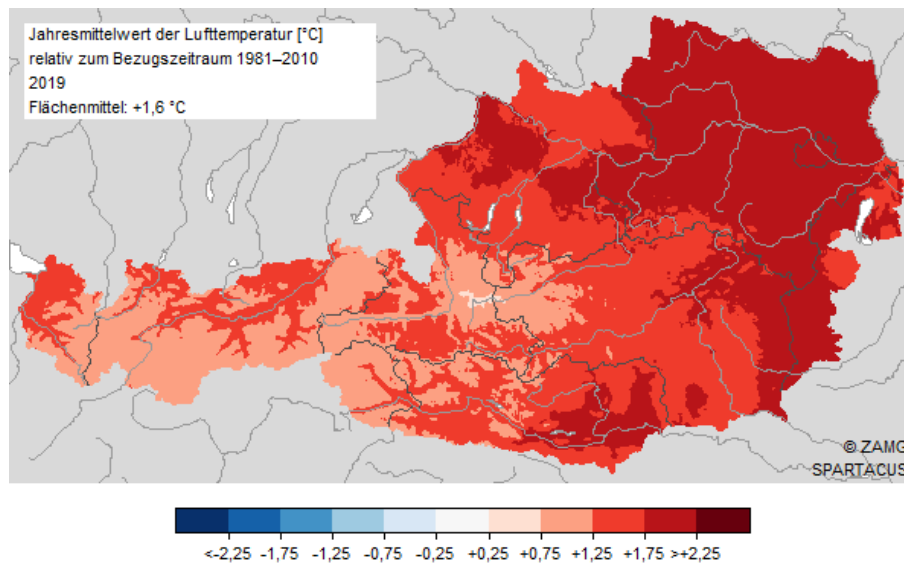 Jahresmittelwert der Lufttemperatur [°C]
relativ zum Bezugszeitraum 1981–2010
2019
Flächenmittel: +1,6 °C
© ZAMG
SPARTACUS
<-2,25 -1,75 -1,25 -0,75 -0,25 +0,25 +0,75 +1,25 +1,75 >+2,25